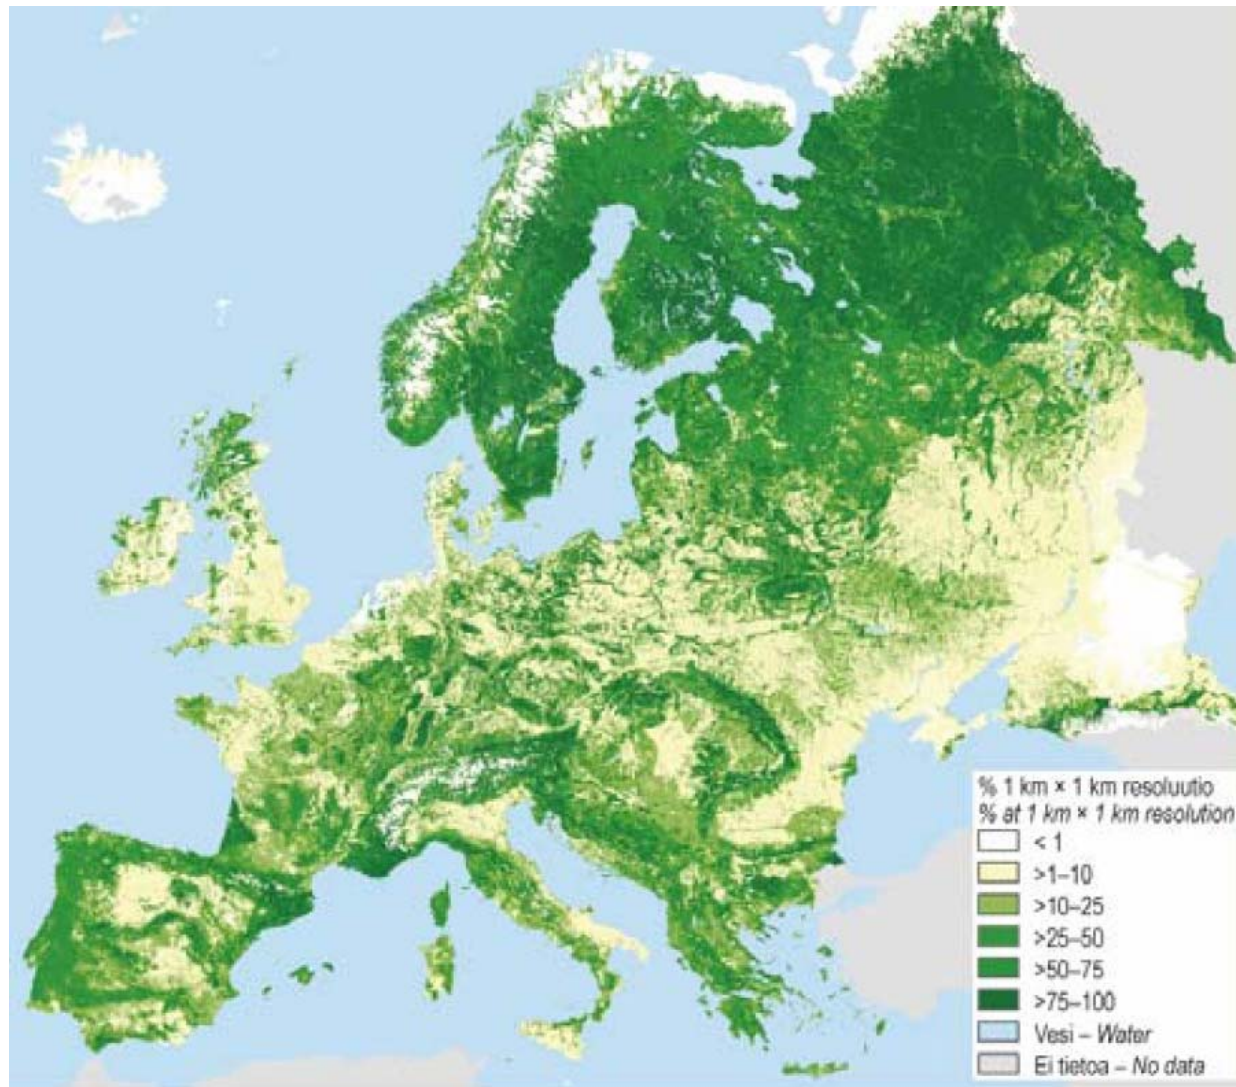 % 1 km × 1 km resoluutio
% at 1 km × 1 km resolution
< 1
>1–10
>10–25
>25–50
>50–75
>75–100
Vesi – Water
Ei tietoa – No data